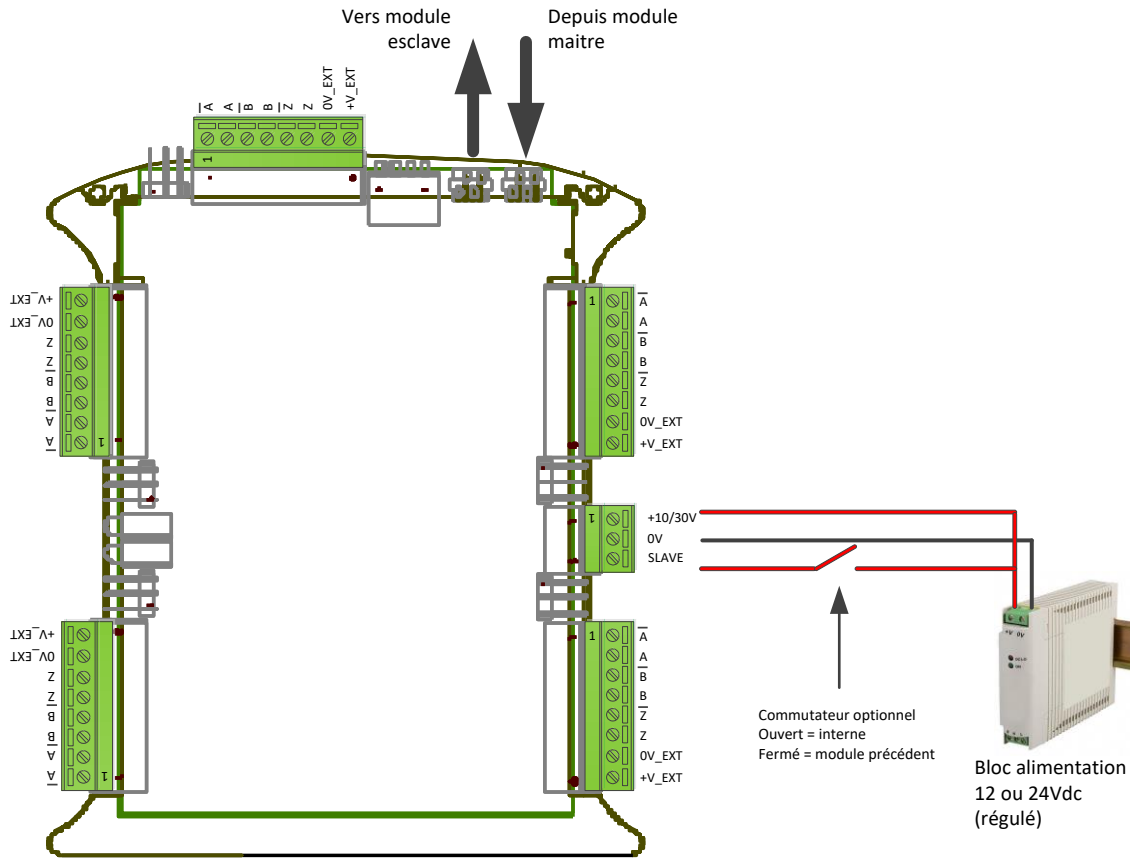 Vers module
esclave
Depuis module
maitre
A̅
A
B̅
B
Z̅
Z
0V_EXT
+V_EXT
1
+V_EXT
0V_EXT
Z
Z̅
B
B̅
A
A̅
1
1
A̅
A
B̅
B
Z̅
Z
0V_EXT
+V_EXT
1
+10/30V
0V
SLAVE
+V_EXT
0V_EXT
Z
Z̅
B
B̅
A
A̅
1
1
A̅
A
B̅
B
Z̅
Z
0V_EXT
+V_EXT
Commutateur optionnel
Ouvert = interne
Fermé = module précédent
Bloc alimentation
12 ou 24Vdc
(régulé)